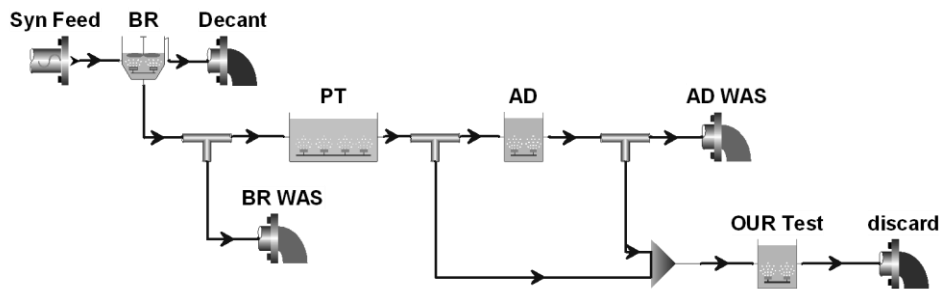 Syn Feed
BR
Decant
PT
AD
AD WAS
BR WAS
OUR Test
discard